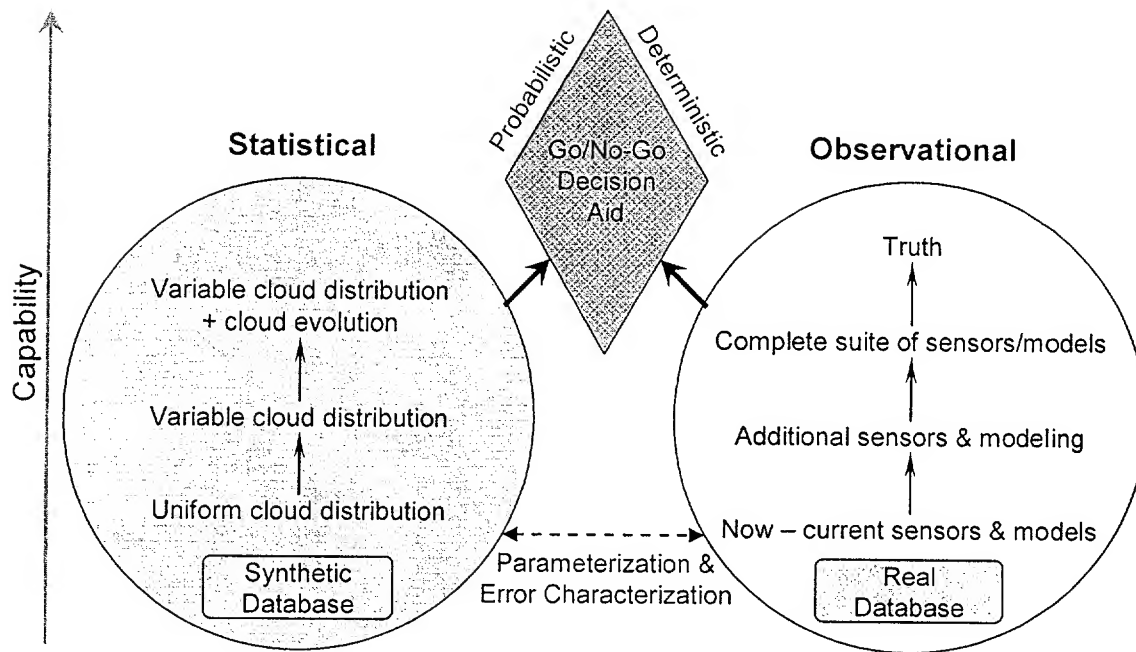 Capability
Statistical
Variable cloud distribution
+ cloud evolution
Variable cloud distribution
Uniform cloud distribution
Synthetic
Database
Probabilistic
Deterministic
Go/No-Go
Decision
Aid
Parameterization &
Error Characterization
Observational
Truth
Complete suite of sensors/models
Additional sensors & modeling
Now – current sensors & models
Real
Database